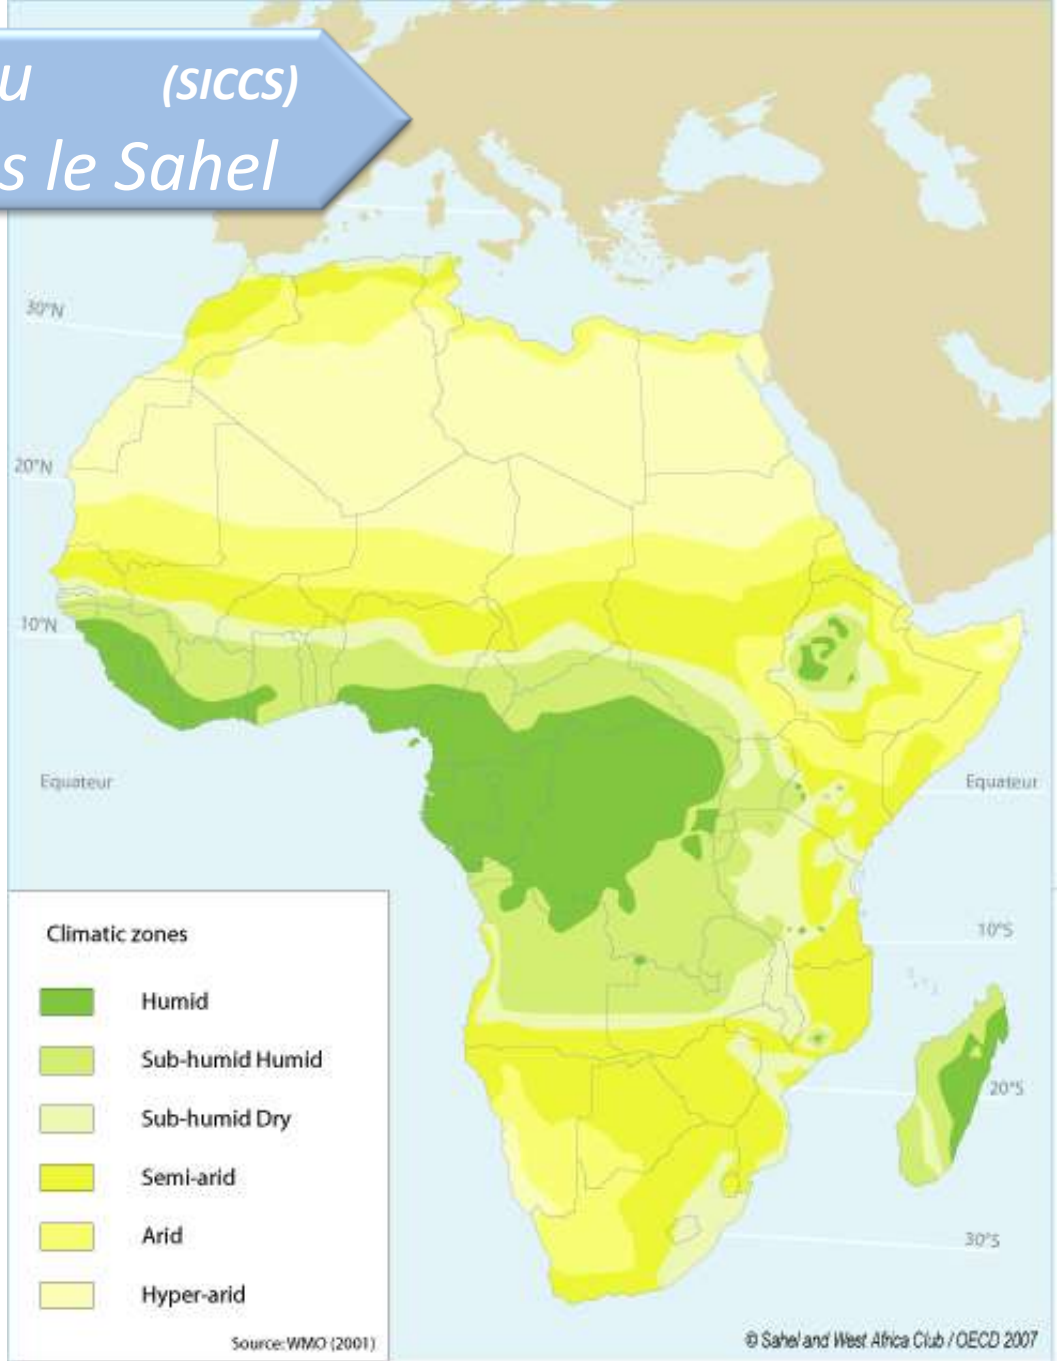 u (SICCS)
s le Sahel
30°N
20°N
10°N
Equateur
Equateur
10°S
20°S
30°S
Climatic zones
Humid
Sub-humid Humid
Sub-humid Dry
Semi-arid
Arid
Hyper-arid
Source: WMO (2001)
© Sahel and West Africa Club / OECD 2007